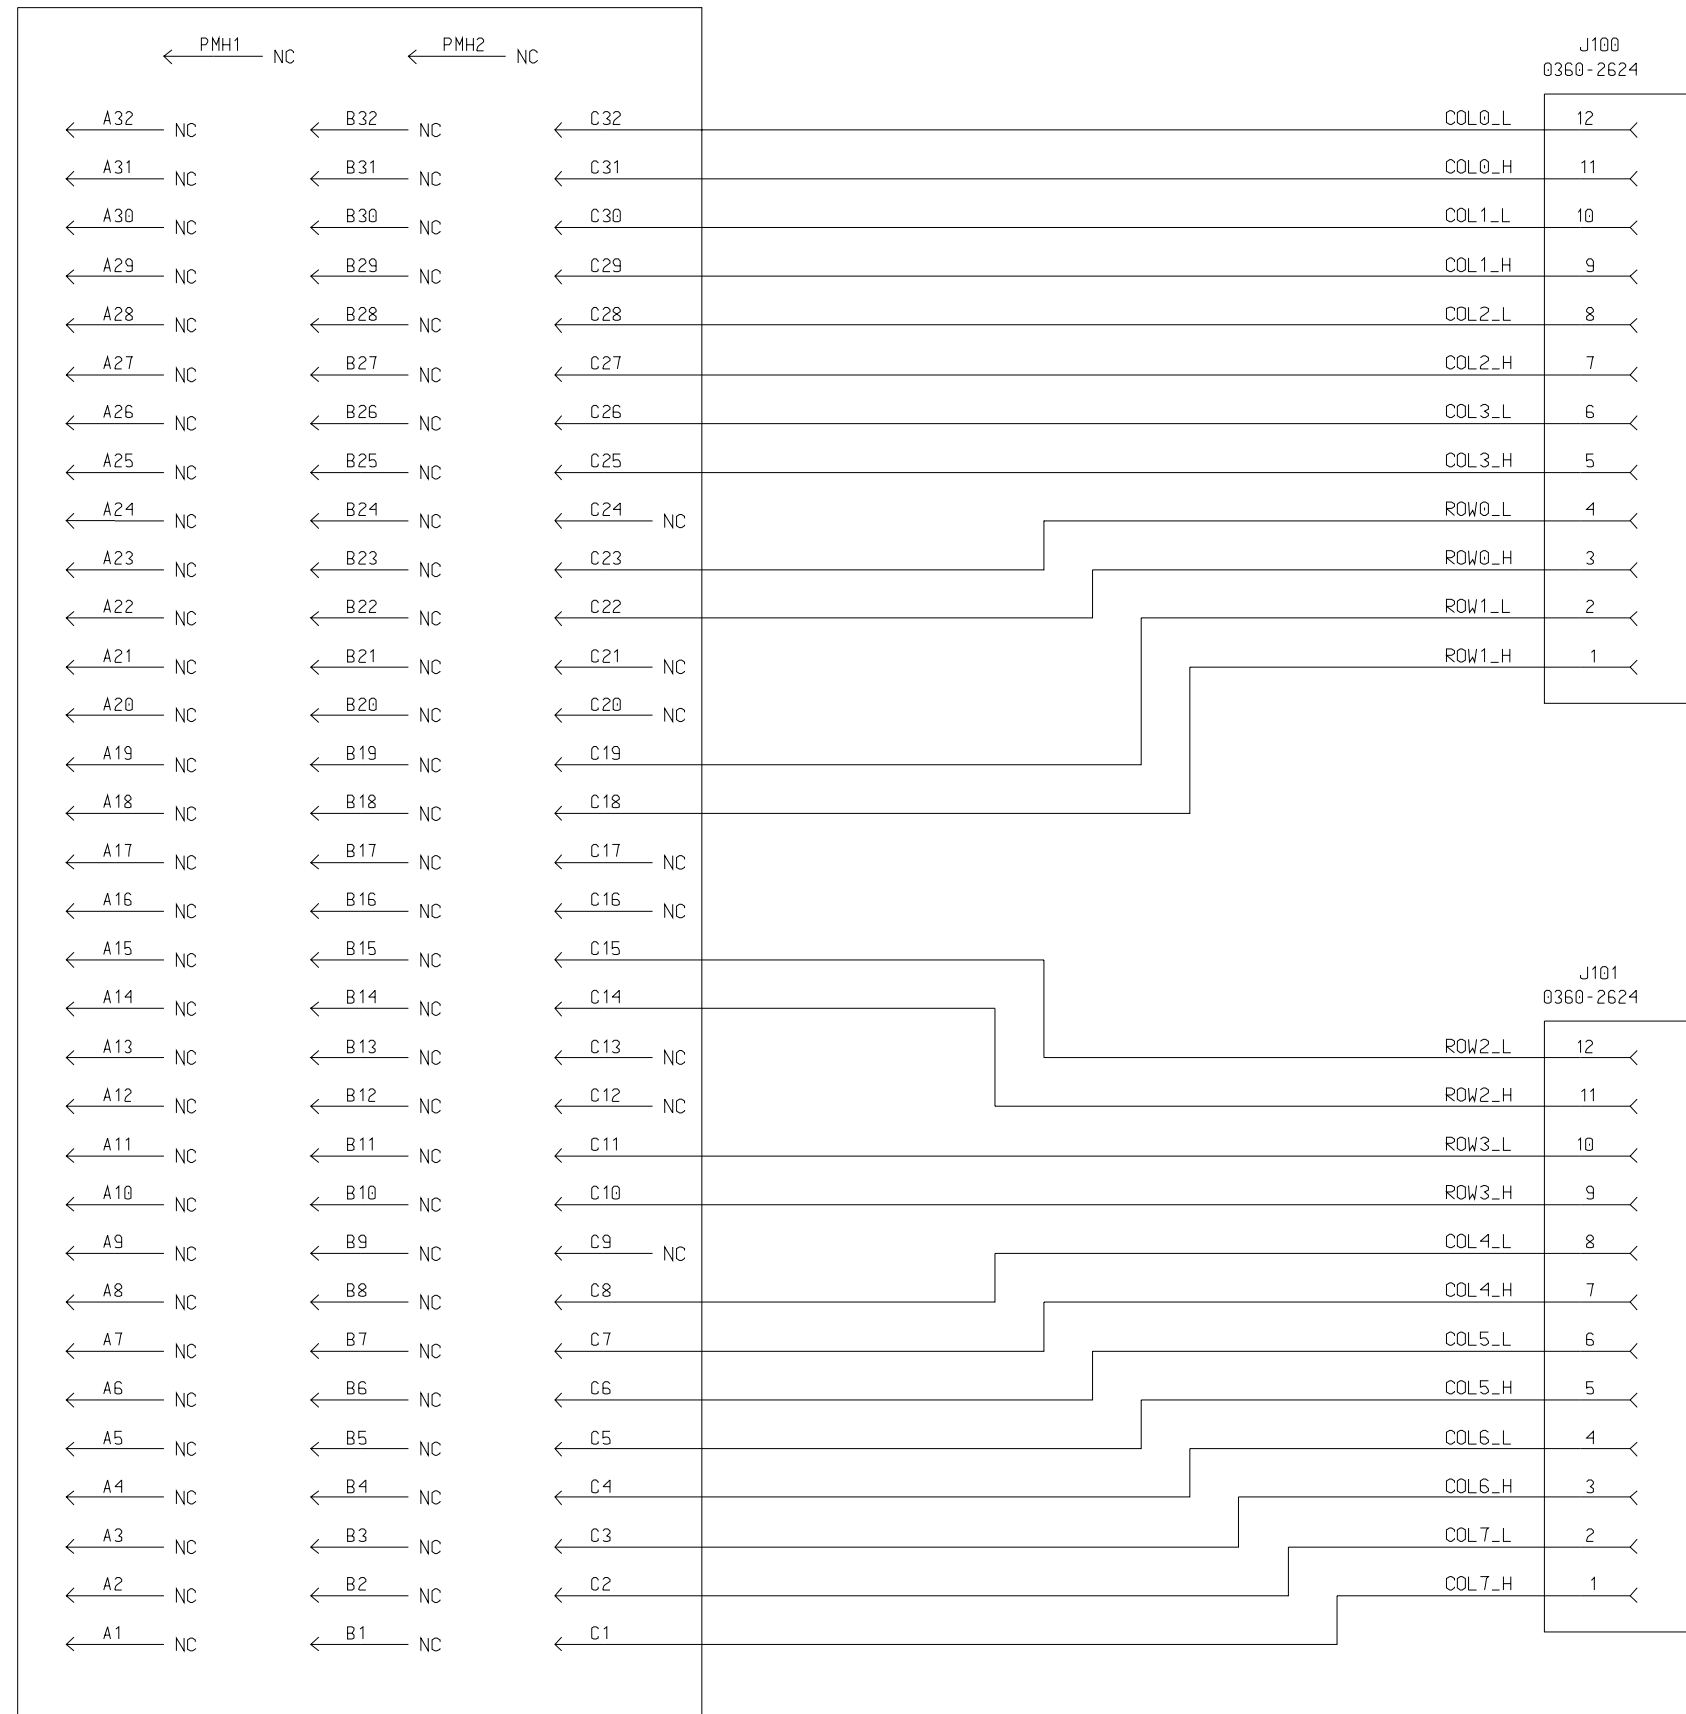 PMH1 NC PMH2 NC J100
0360-2624
A32 NC B32 NC C32 COL0_L 12
A31 NC B31 NC C31 COL0_H 11
A30 NC B30 NC C30 COL1_L 10
A29 NC B29 NC C29 COL1_H 9
A28 NC B28 NC C28 COL2_L 8
A27 NC B27 NC C27 COL2_H 7
A26 NC B26 NC C26 COL3_L 6
A25 NC B25 NC C25 COL3_H 5
A24 NC B24 NC C24 NC ROW0_L 4
A23 NC B23 NC C23 ROW0_H 3
A22 NC B22 NC C22 ROW1_L 2
A21 NC B21 NC C21 NC ROW1_H 1
A20 NC B20 NC C20 NC
A19 NC B19 NC C19
A18 NC B18 NC C18
A17 NC B17 NC C17 NC
A16 NC B16 NC C16 NC
A15 NC B15 NC C15
J101
A14 NC B14 NC C14 0360-2624
A13 NC B13 NC C13 NC ROW2_L 12
A12 NC B12 NC C12 NC ROW2_H 11
A11 NC B11 NC C11 ROW3_L 10
A10 NC B10 NC C10 ROW3_H 9
A9 NC B9 NC C9 NC COL4_L 8
A8 NC B8 NC C8 COL4_H 7
A7 NC B7 NC C7 COL5_L 6
A6 NC B6 NC C6 COL5_H 5
A5 NC B5 NC C5 COL6_L 4
A4 NC B4 NC C4 COL6_H 3
A3 NC B3 NC C3 COL7_L 2
A2 NC B2 NC C2 COL7_H 1
A1 NC B1 NC C1